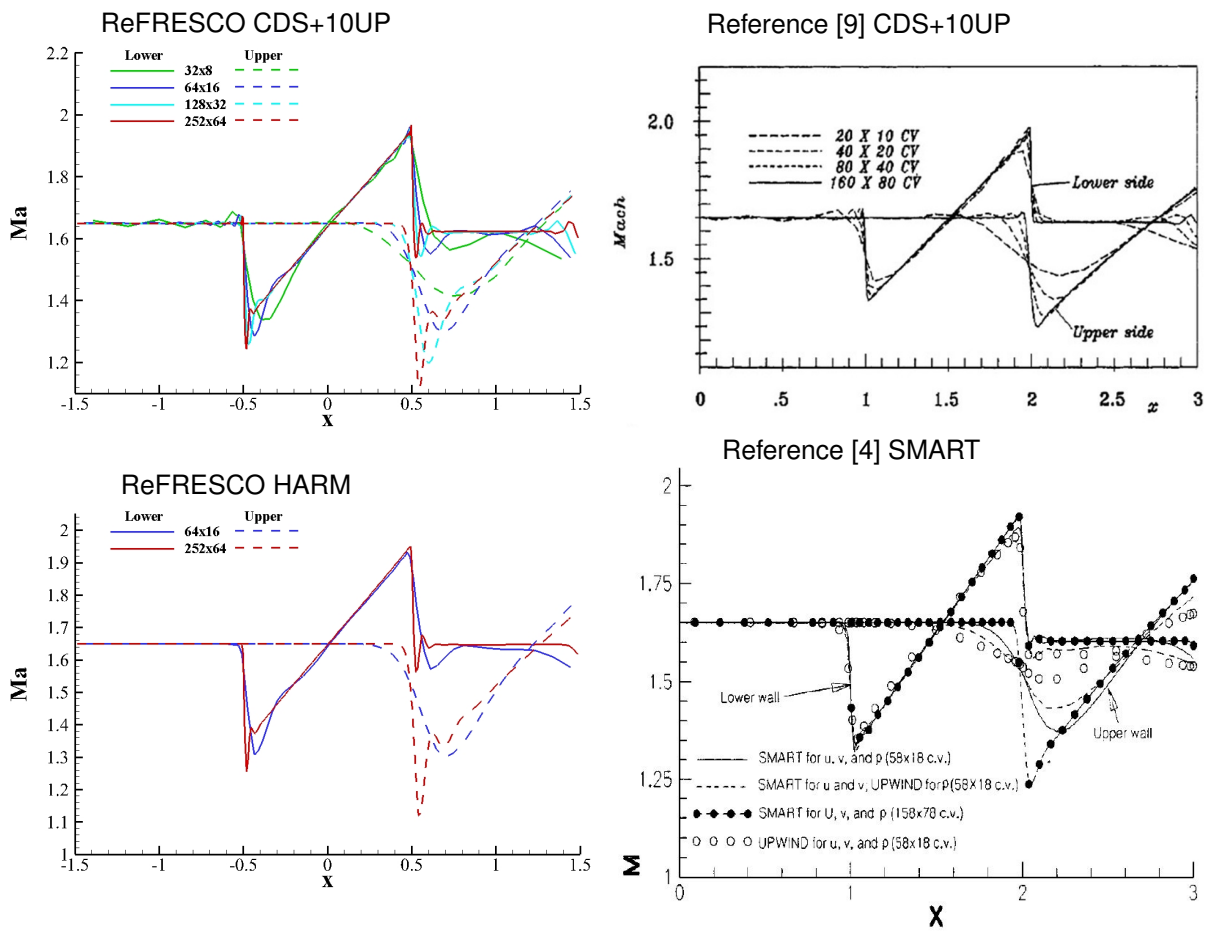 ReFRESCO CDS+10UP
Lower Upper
32x8
64x16
128x32
252x64
2.2
2
1.8
1.6
1.4
1.2
Ma
-1.5 -1 -0.5 0 0.5 1 1.5
x
Reference [9] CDS+10UP
20 X 10 CV
40 X 20 CV
80 X 40 CV
160 X 80 CV
Lower side
Upper side
2.0
1.5
Mach
0 .5 1 1.5 2 2.5 x 3
ReFRESCO HARM
Lower Upper
64x16
252x64
2
1.9
1.8
1.7
1.6
1.5
1.4
1.3
1.2
1.1
1
Ma
-1.5 -1 -0.5 0 0.5 1 1.5
x
Reference [4] SMART
2
1.75
1.5
1.25
1
M
Lower wall
Upper wall
SMART for u, v, and ρ (58x18 c.v.)
SMART for u and v; UPWIND for ρ (58X18 c.v.)
SMART for U, v, and ρ (158x78 c.v.)
UPWIND for u, v, and ρ (58x18 c.v.)
0 1 2 3
X